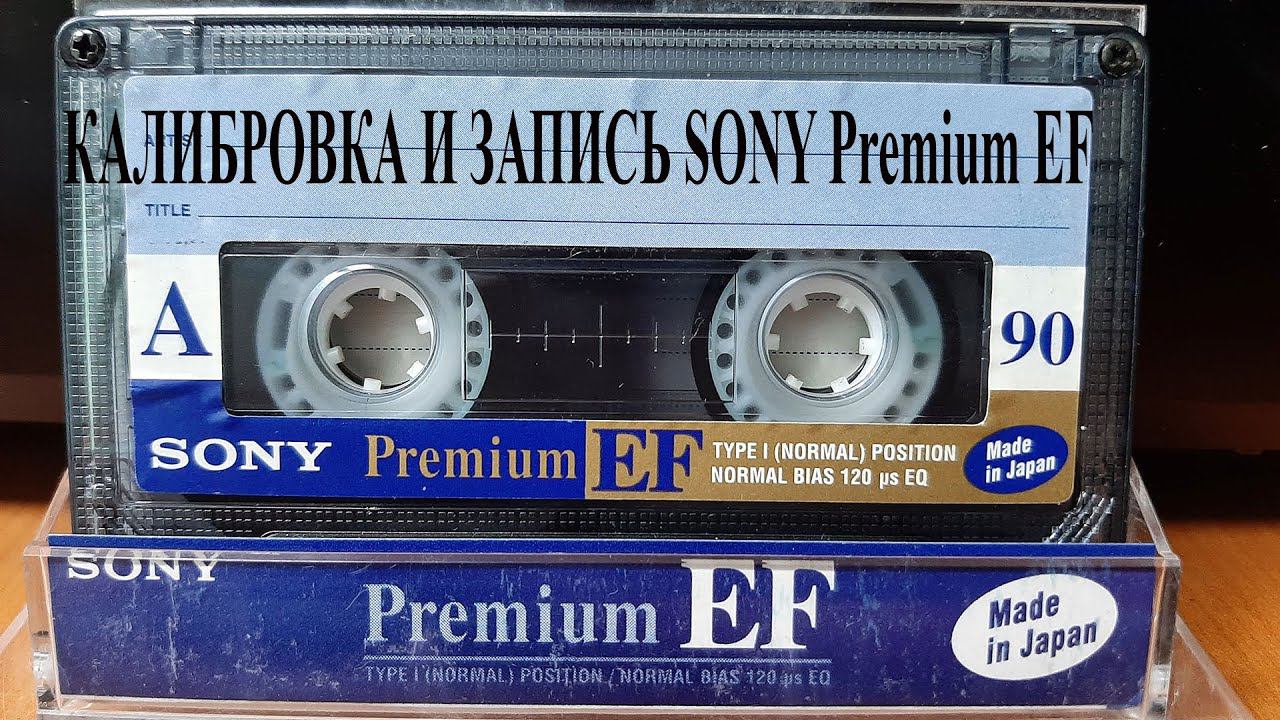 КАЛИБРОВКА И ЗАПИСЬ SONY Premium EF
ARTIST
TITLE
A
90
SONY Premium EF TYPE I (NORMAL) POSITION
NORMAL BIAS 120 μs EQ
Made
in Japan
SONY
Premium EF
TYPE I (NORMAL) POSITION / NORMAL BIAS 120 μs EQ
Made
in Japan